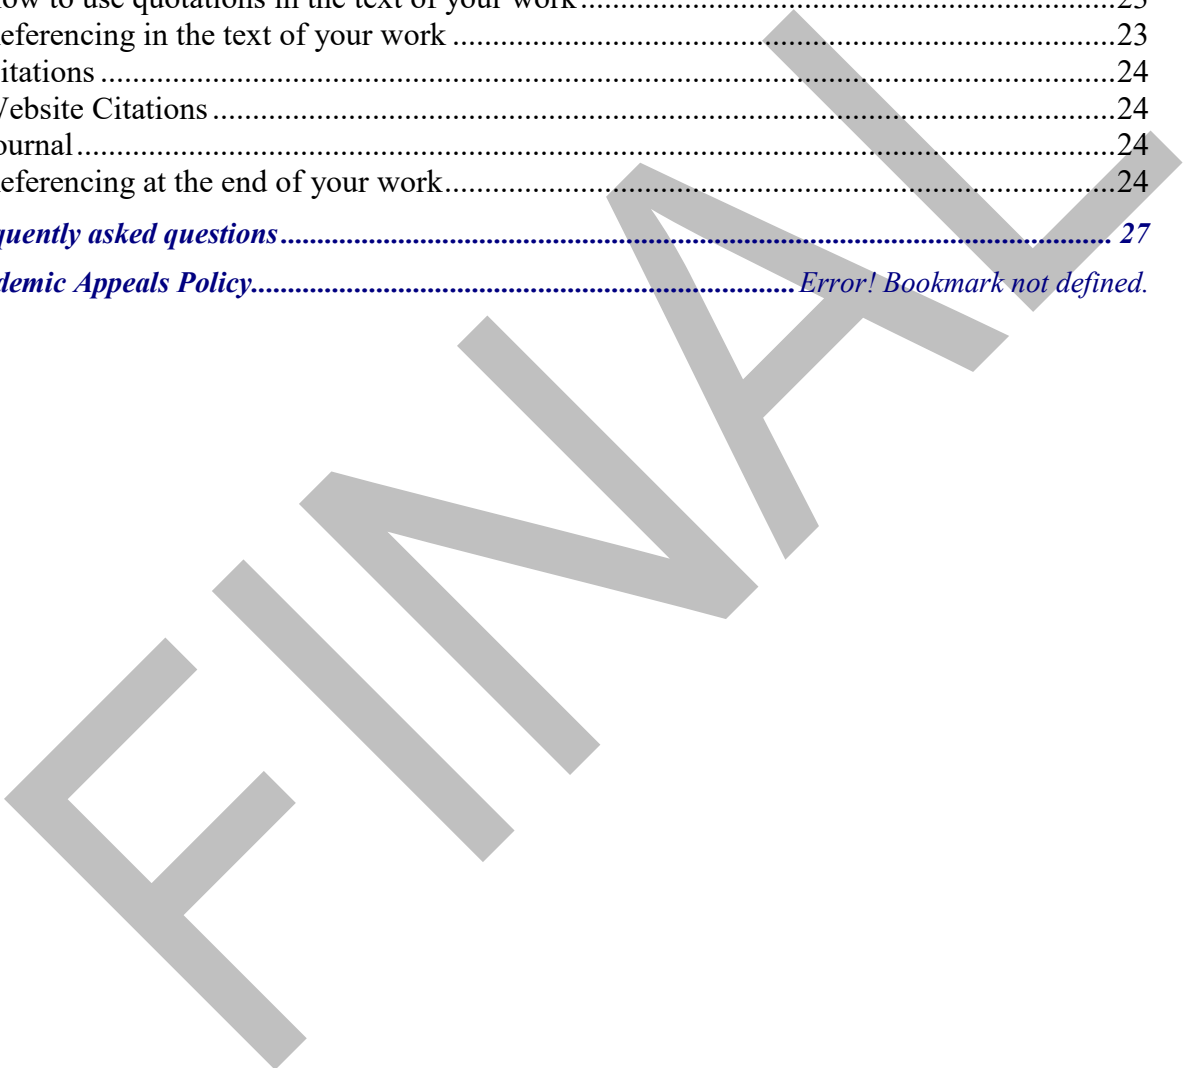 ow to use quotations in the text of your work....................23
eferencing in the text of your work....................23
itations....................24
Website Citations....................24
ournal....................24
eferencing at the end of your work....................24
quently asked questions.................... 27
demic Appeals Policy....................Error! Bookmark not defined.
FINAL